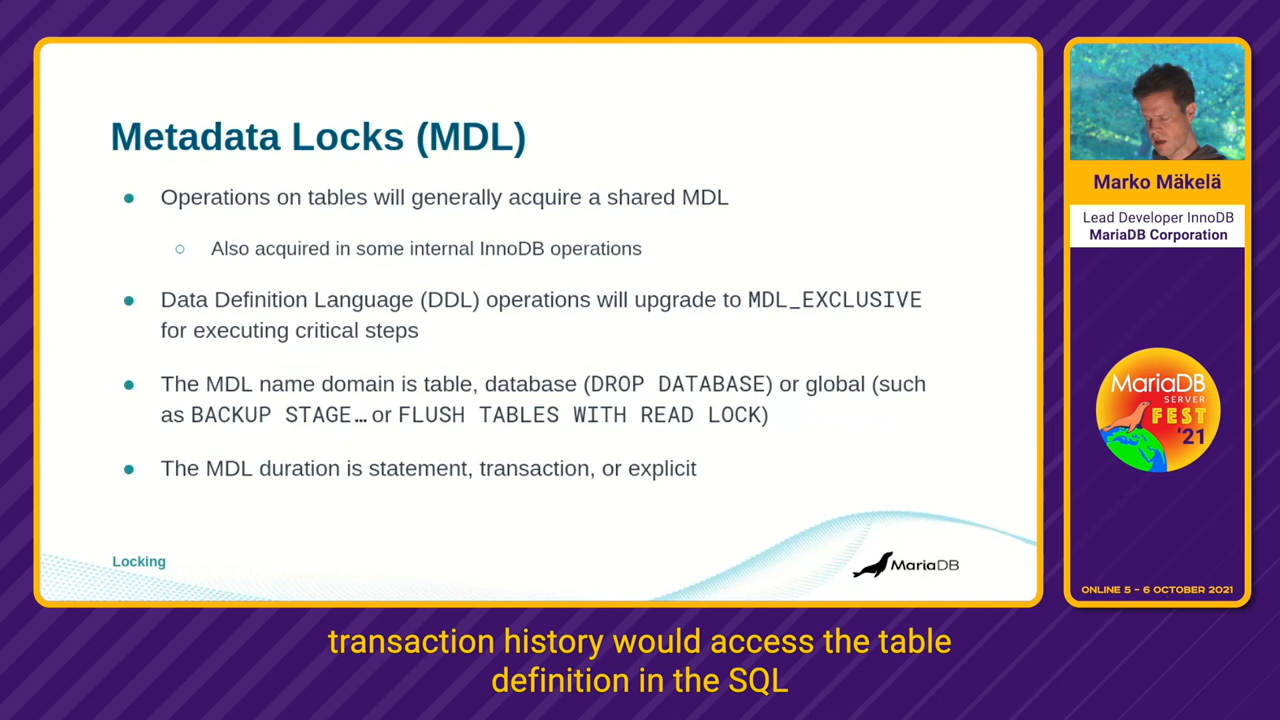 Metadata Locks (MDL)
● Operations on tables will generally acquire a shared MDL
○ Also acquired in some internal InnoDB operations
● Data Definition Language (DDL) operations will upgrade to MDL_EXCLUSIVE
for executing critical steps
● The MDL name domain is table, database (DROP DATABASE) or global (such
as BACKUP STAGE… or FLUSH TABLES WITH READ LOCK)
● The MDL duration is statement, transaction, or explicit
Locking
MariaDB
Marko Mäkelä
Lead Developer InnoDB
MariaDB Corporation
MariaDB
SERVER
FEST
'21
ONLINE 5 - 6 OCTOBER 2021
transaction history would access the table
definition in the SQL